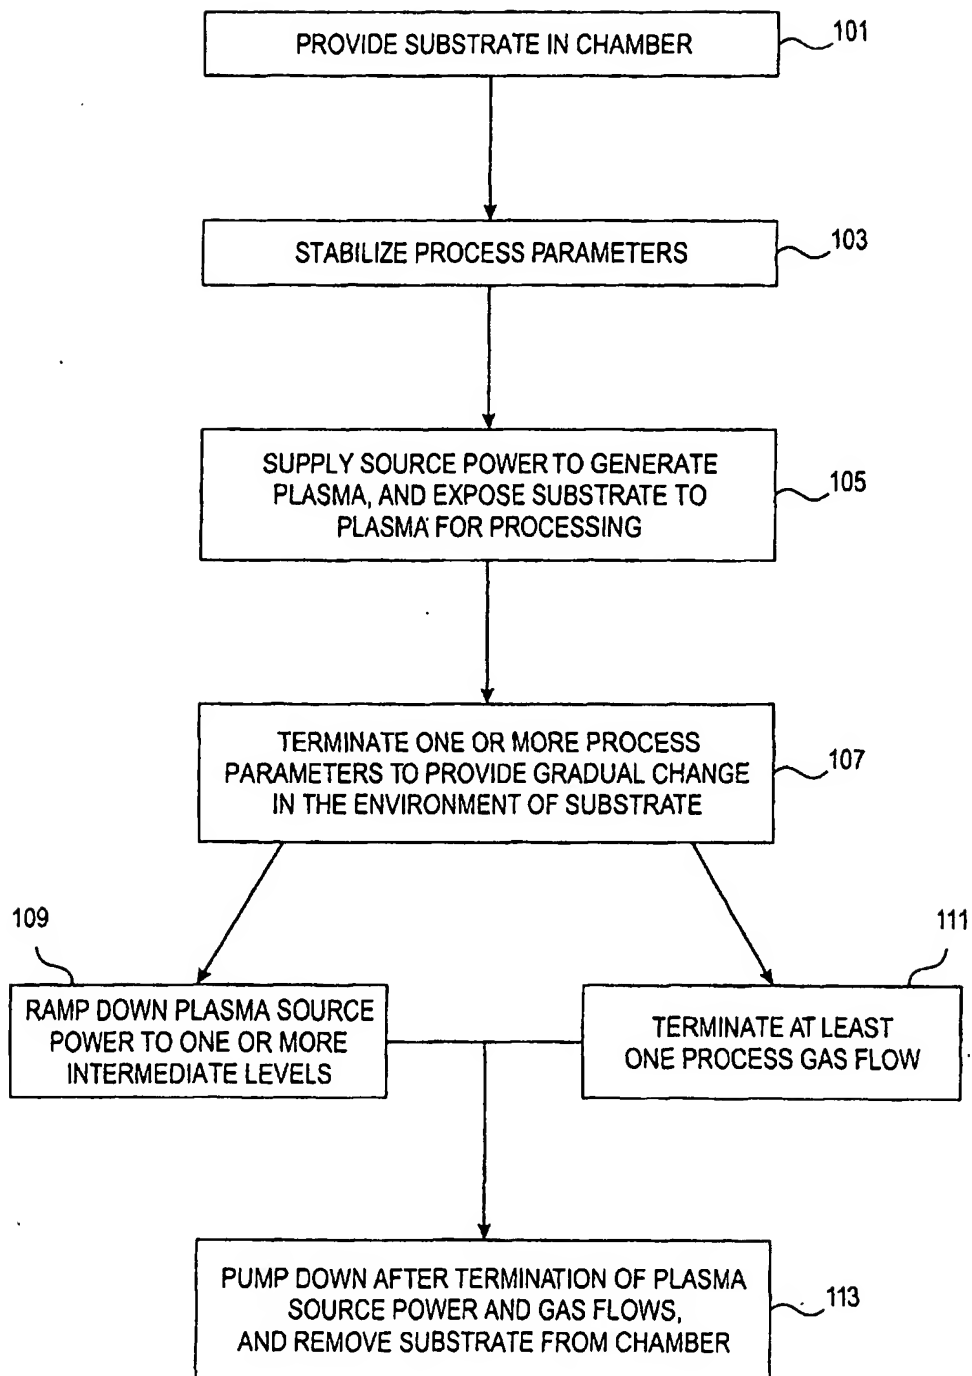 PROVIDE SUBSTRATE IN CHAMBER
101
STABILIZE PROCESS PARAMETERS
103
SUPPLY SOURCE POWER TO GENERATE
PLASMA, AND EXPOSE SUBSTRATE TO
PLASMA FOR PROCESSING
105
TERMINATE ONE OR MORE PROCESS
PARAMETERS TO PROVIDE GRADUAL CHANGE
IN THE ENVIRONMENT OF SUBSTRATE
107
109
RAMP DOWN PLASMA SOURCE
POWER TO ONE OR MORE
INTERMEDIATE LEVELS
111
TERMINATE AT LEAST
ONE PROCESS GAS FLOW
PUMP DOWN AFTER TERMINATION OF PLASMA
SOURCE POWER AND GAS FLOWS,
AND REMOVE SUBSTRATE FROM CHAMBER
113